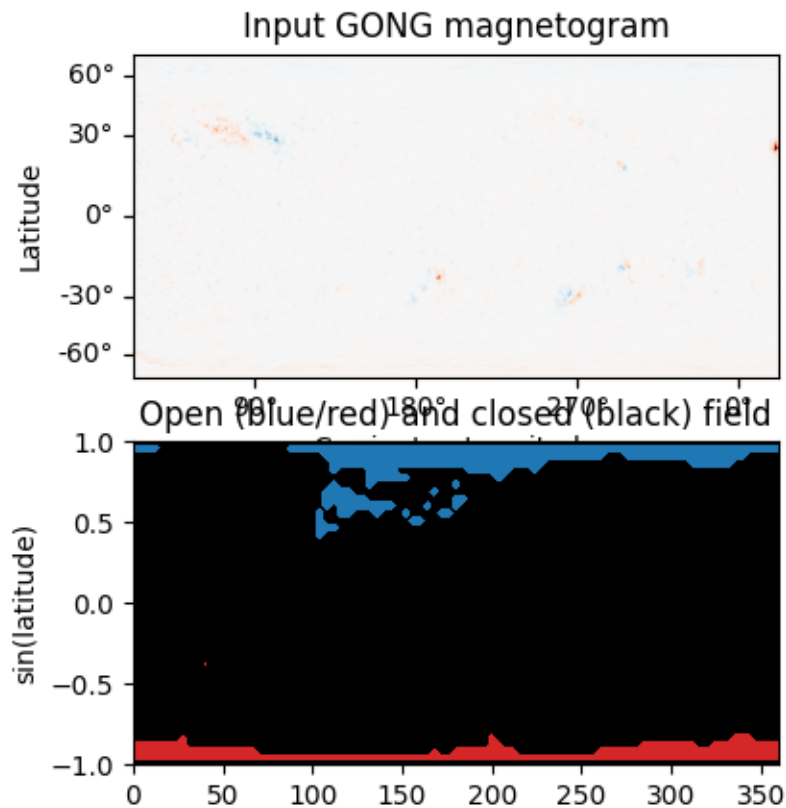 Input GONG magnetogram
60°
30°
0°
-30°
-60°
Latitude
90° 180° 270° 0°
Open (blue/red) and closed (black) field
1.0
0.5
0.0
−0.5
−1.0
sin(latitude)
0 50 100 150 200 250 300 350